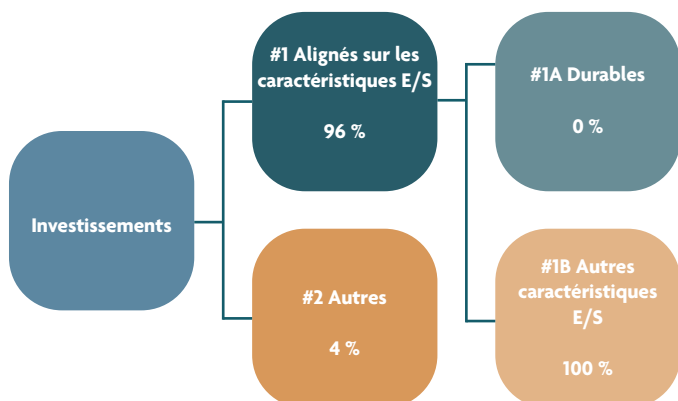 Investissements
#1 Alignés sur les
caractéristiques E/S
96 %
#2 Autres
4 %
#1A Durables
0 %
#1B Autres
caractéristiques
E/S
100 %